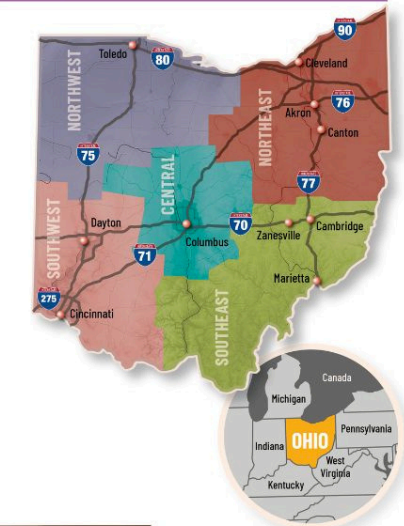 90
Toledo
80
Cleveland
NORTHWEST
76
Akron
NORTHEAST
Canton
75
CENTRAL
77
SOUTHWEST
Dayton
70
Cambridge
Zanesville
Columbus
71
Marietta
275
SOUTHEAST
Cincinnati
Canada
Michigan
Pennsylvania
OHIO
Indiana
West
Virginia
Kentucky